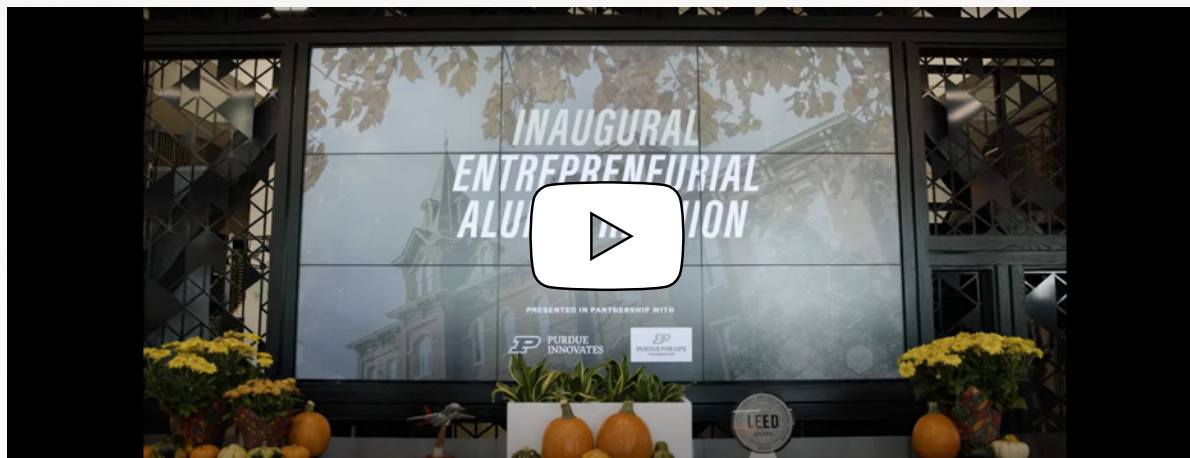 INAUGURAL
ENTREPRENEURIAL
PRESENTED IN PARTNERSHIP WITH
PURDUE
INNOVATES
PURDUE FOR LIFE
LEED